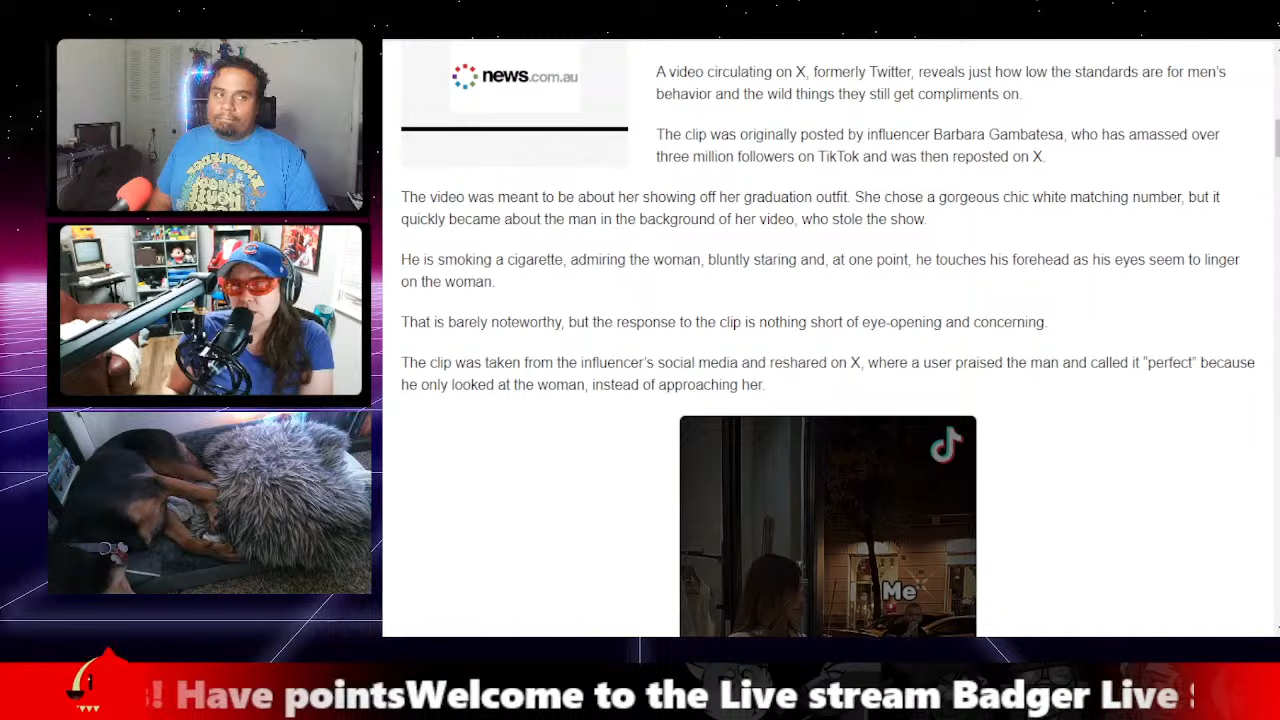 news.com.au
A video circulating on X, formerly Twitter, reveals just how low the standards are for men's
behavior and the wild things they still get compliments on.
The clip was originally posted by influencer Barbara Gambatesa, who has amassed over
three million followers on TikTok and was then reposted on X.
The video was meant to be about her showing off her graduation outfit. She chose a gorgeous chic white matching number, but it
quickly became about the man in the background of her video, who stole the show.
He is smoking a cigarette, admiring the woman, bluntly staring and, at one point, he touches his forehead as his eyes seem to linger
on the woman.
That is barely noteworthy, but the response to the clip is nothing short of eye-opening and concerning.
The clip was taken from the influencer's social media and reshared on X, where a user praised the man and called it "perfect" because
he only looked at the woman, instead of approaching her.
Me
! Have pointsWelcome to the Live stream Badger Live